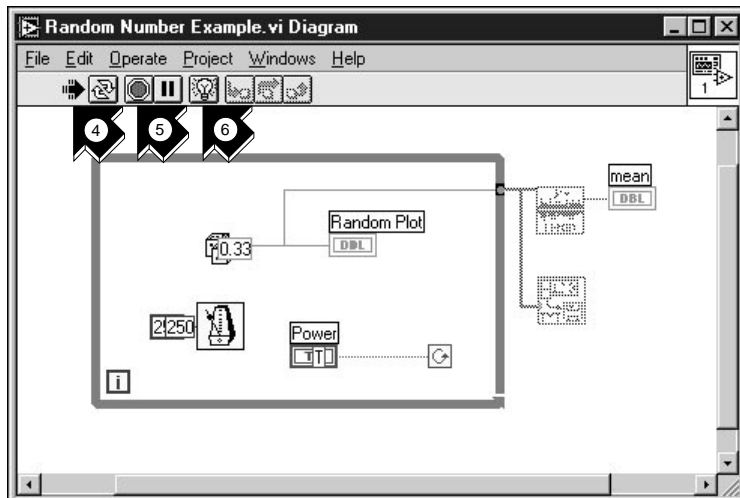 Random Number Example.vi Diagram
File Edit Operate Project Windows Help
1
4 5 6
mean
DBL
Random Plot
DBL
0.33
250
Power
T
i